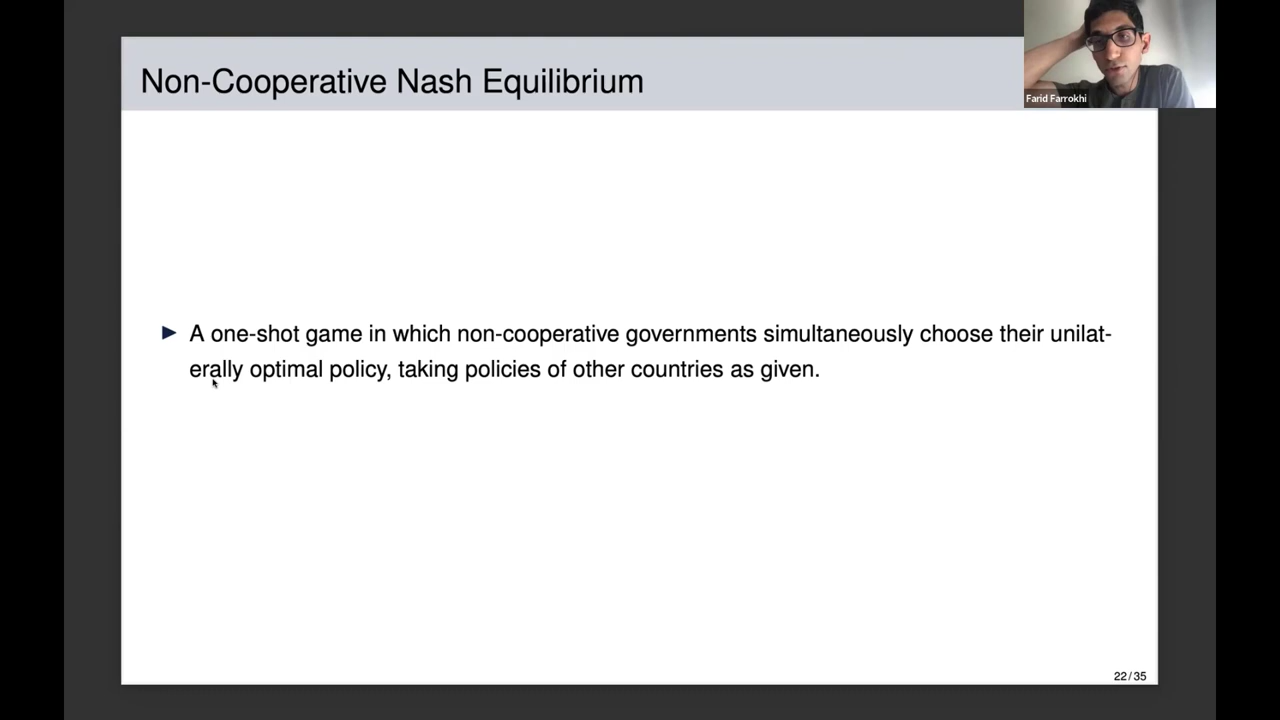 Non-Cooperative Nash Equilibrium
Farid Farrokhi
► A one-shot game in which non-cooperative governments simultaneously choose their unilat-
erally optimal policy, taking policies of other countries as given.
22/35